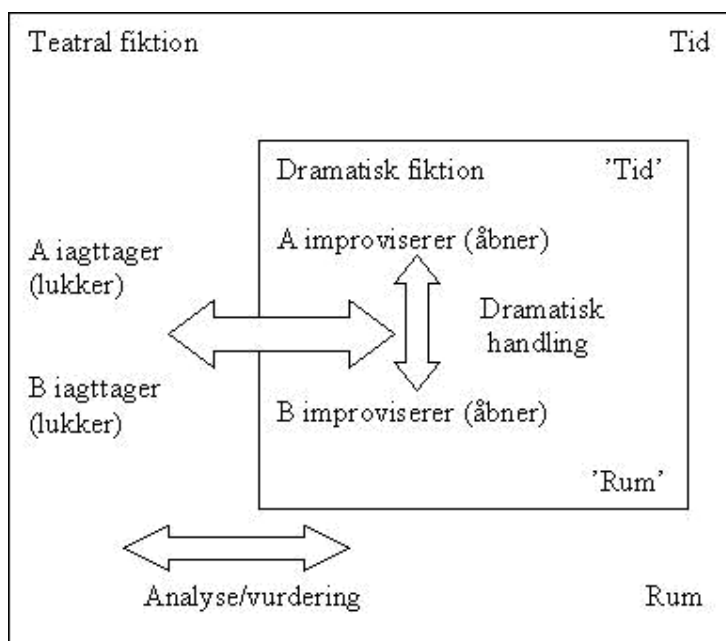 Teatral fiktion
Tid
Dramatisk fiktion
'Tid'
A iagttager
(lukker)
A improviserer (åbner)
Dramatisk
handling
B iagttager
(lukker)
B improviserer (åbner)
'Rum'
Analyse/vurdering
Rum